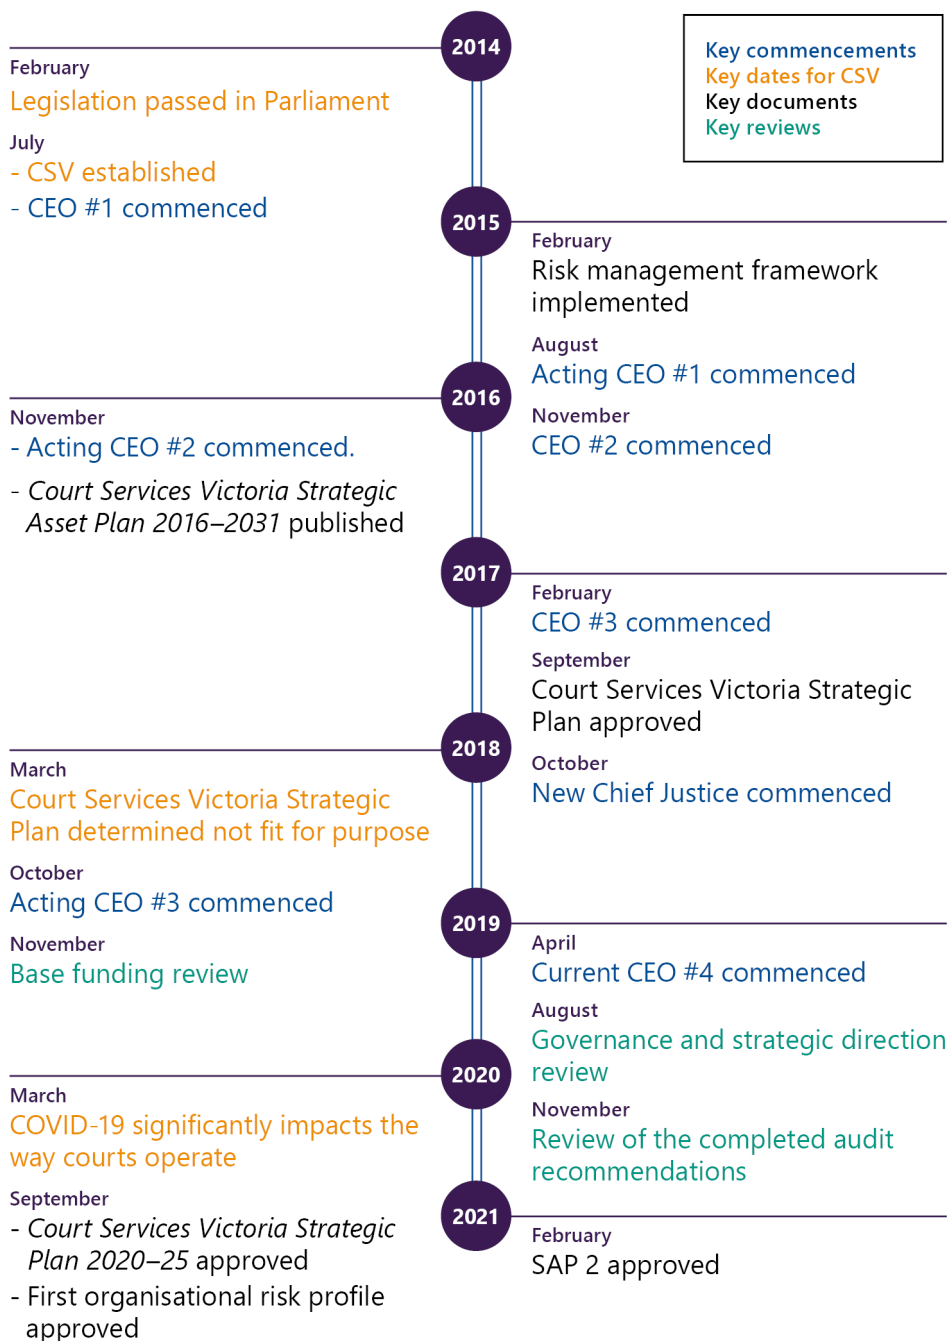 2014
February
Legislation passed in Parliament
July
- CSV established
- CEO #1 commenced
Key commencements
Key dates for CSV
Key documents
Key reviews
2015
February
Risk management framework
implemented
August
Acting CEO #1 commenced
November
CEO #2 commenced
2016
November
- Acting CEO #2 commenced.
- Court Services Victoria Strategic
Asset Plan 2016–2031 published
2017
February
CEO #3 commenced
September
Court Services Victoria Strategic
Plan approved
October
New Chief Justice commenced
2018
March
Court Services Victoria Strategic
Plan determined not fit for purpose
October
Acting CEO #3 commenced
November
Base funding review
2019
April
Current CEO #4 commenced
August
Governance and strategic direction
review
November
Review of the completed audit
recommendations
2020
March
COVID-19 significantly impacts the
way courts operate
September
- Court Services Victoria Strategic
Plan 2020–25 approved
- First organisational risk profile
approved
2021
February
SAP 2 approved